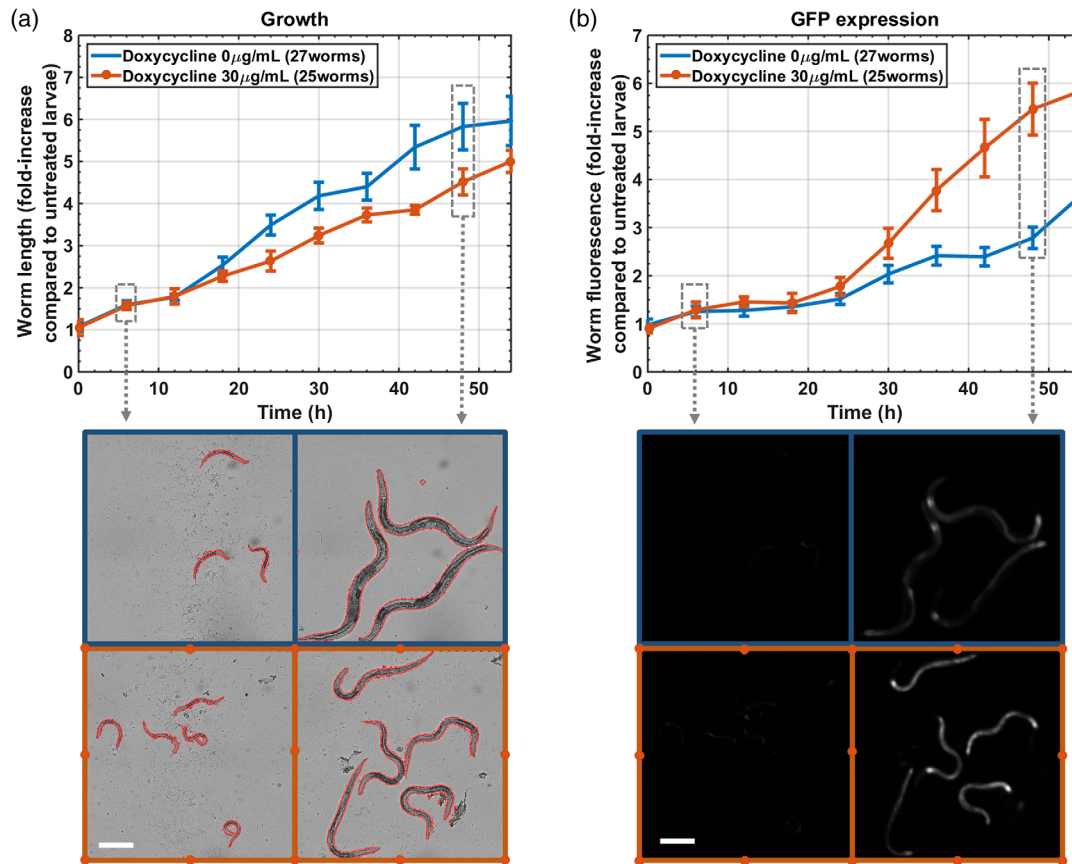 (a)
Growth
Worm length (fold-increase
compared to untreated larvae)
8
7
6
5
4
3
2
1
0
Doxycycline 0μg/mL (27worms)
Doxycycline 30μg/mL (25worms)
0 10 20 30 40 50
Time (h)
(b)
GFP expression
Worm fluorescence (fold-increase
compared to untreated larvae)
7
6
5
4
3
2
1
0
Doxycycline 0μg/mL (27worms)
Doxycycline 30μg/mL (25worms)
0 10 20 30 40 50
Time (h)